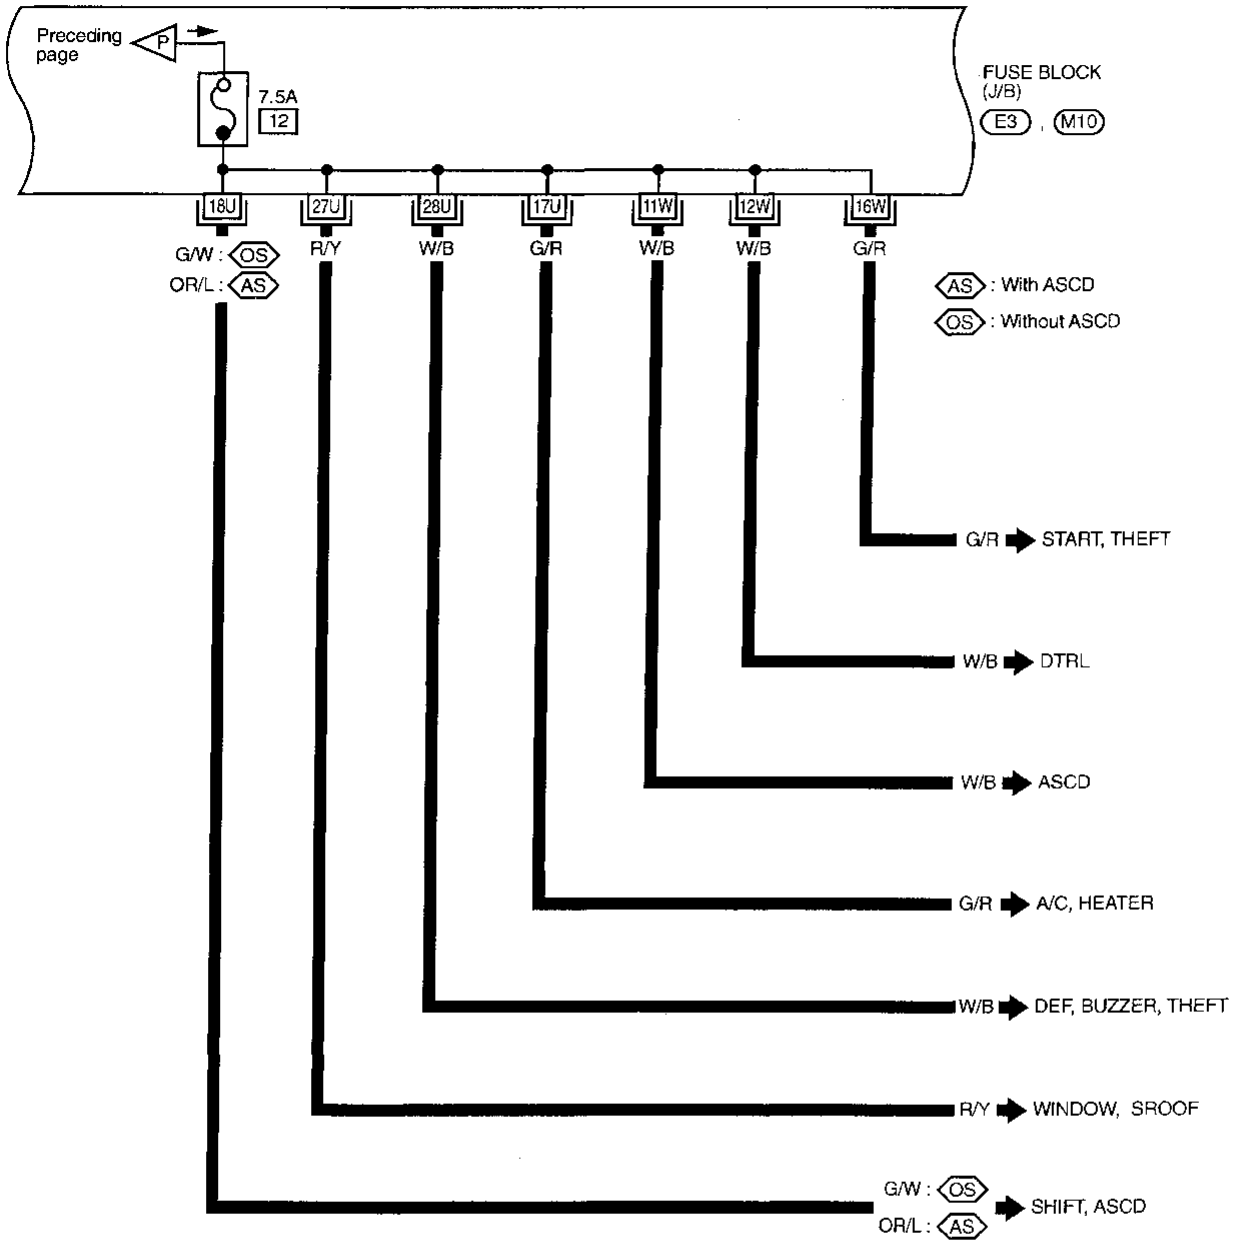 Preceding
page
P
7.5A
12
FUSE BLOCK
(J/B)
E3 , M10
18U 27U 28U 17U 11W 12W 16W
G/W : OS
OR/L : AS
R/Y W/B G/R W/B W/B G/R
AS : With ASCD
OS : Without ASCD
G/R START, THEFT
W/B DTRL
W/B ASCD
G/R A/C, HEATER
W/B DEF, BUZZER, THEFT
R/Y WINDOW, SROOF
G/W : OS
SHIFT, ASCD
OR/L : AS